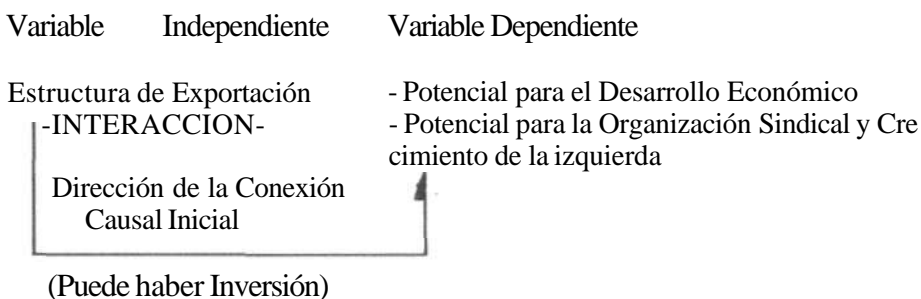 Variable Independiente Variable Dependiente
Estructura de Exportación
-INTERACCION-
- Potencial para el Desarrollo Económico
- Potencial para la Organización Sindical y Cre
cimiento de la izquierda
Dirección de la Conexión
Causal Inicial
(Puede haber Inversión)